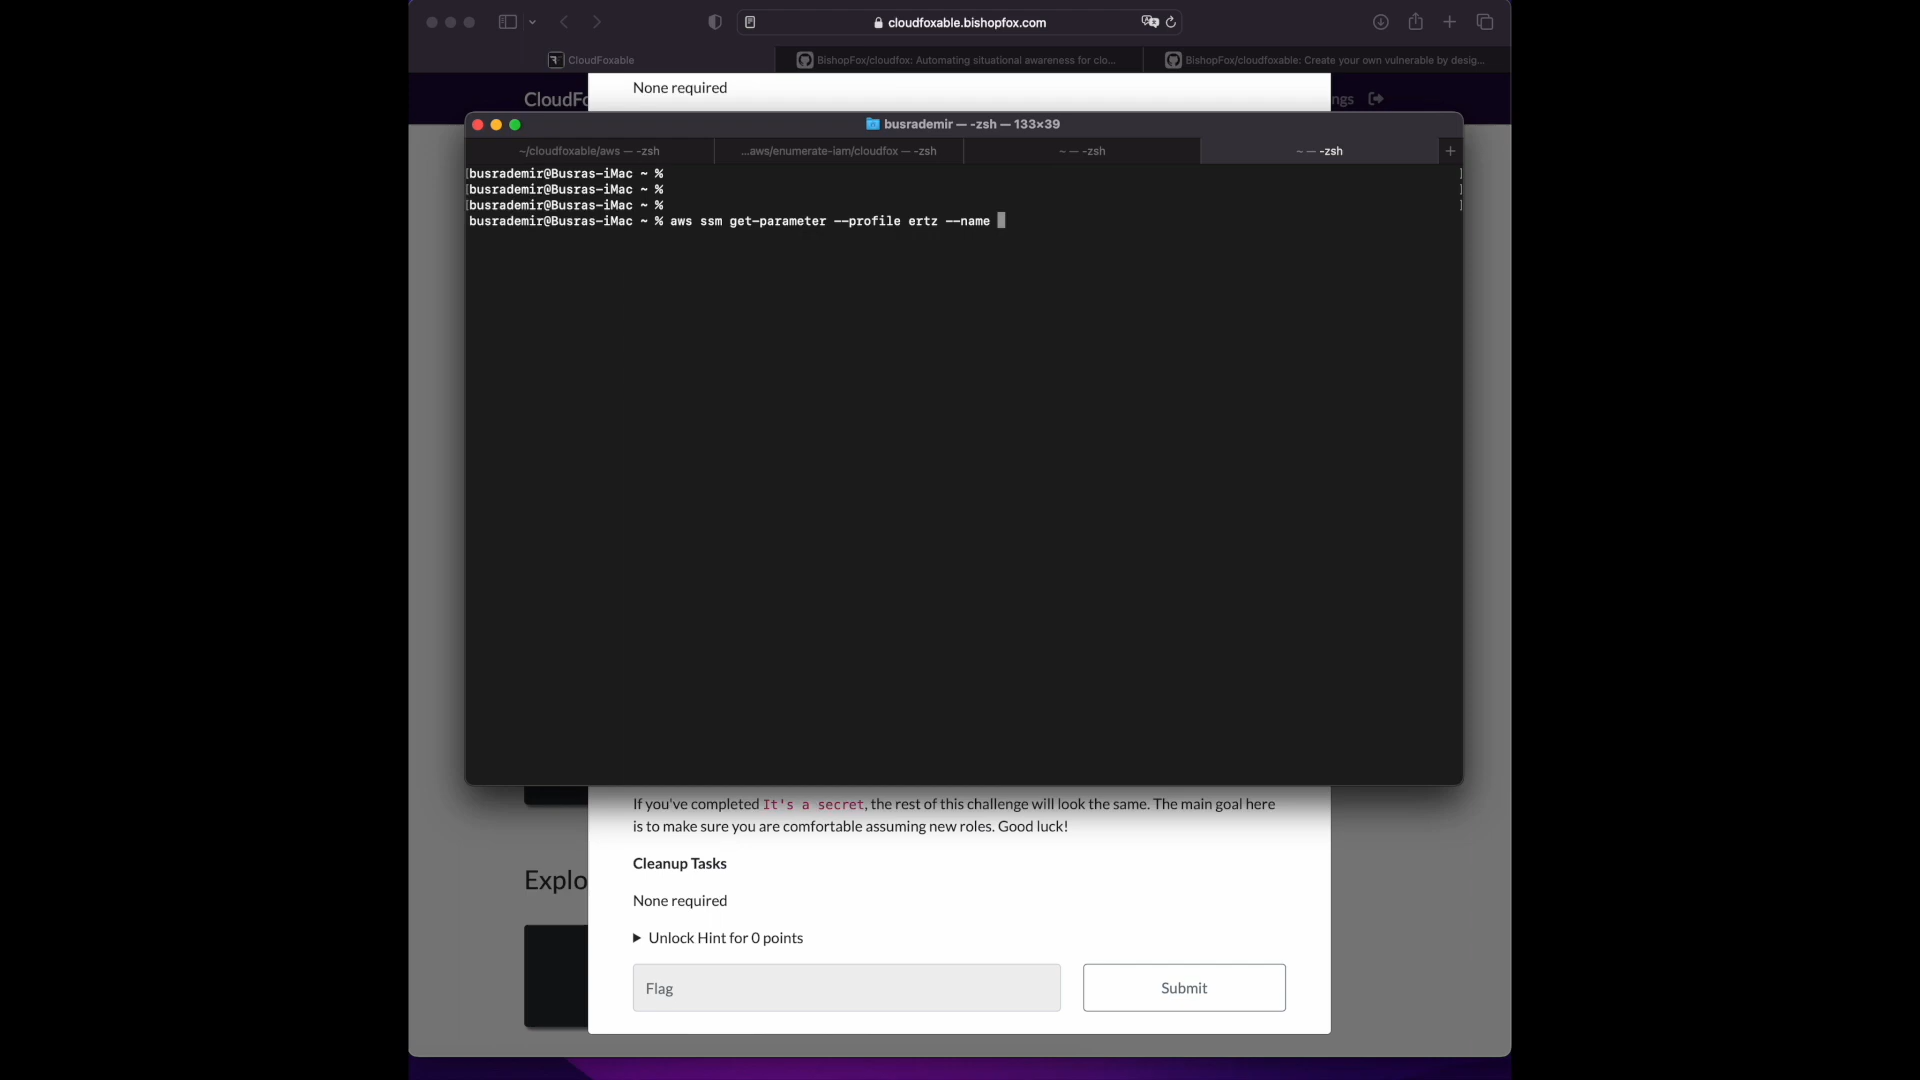 cloudfoxable.bishopfox.com
CloudFoxable
BishopFox/cloudfox: Automating situational awareness for clo...
BishopFox/cloudfoxable: Create your own vulnerable by desig...
CloudFo
None required
ngs
busrademir — -zsh — 133×39
~/cloudfoxable/aws — -zsh
...aws/enumerate-iam/cloudfox — -zsh
~ — -zsh
~ — -zsh
[busrademir@Busras-iMac ~ % ]
[busrademir@Busras-iMac ~ % ]
[busrademir@Busras-iMac ~ % ]
busrademir@Busras-iMac ~ % aws ssm get-parameter --profile ertz --name
If you've completed It's a secret, the rest of this challenge will look the same. The main goal here
is to make sure you are comfortable assuming new roles. Good luck!
Cleanup Tasks
Explo
None required
Unlock Hint for 0 points
Flag
Submit